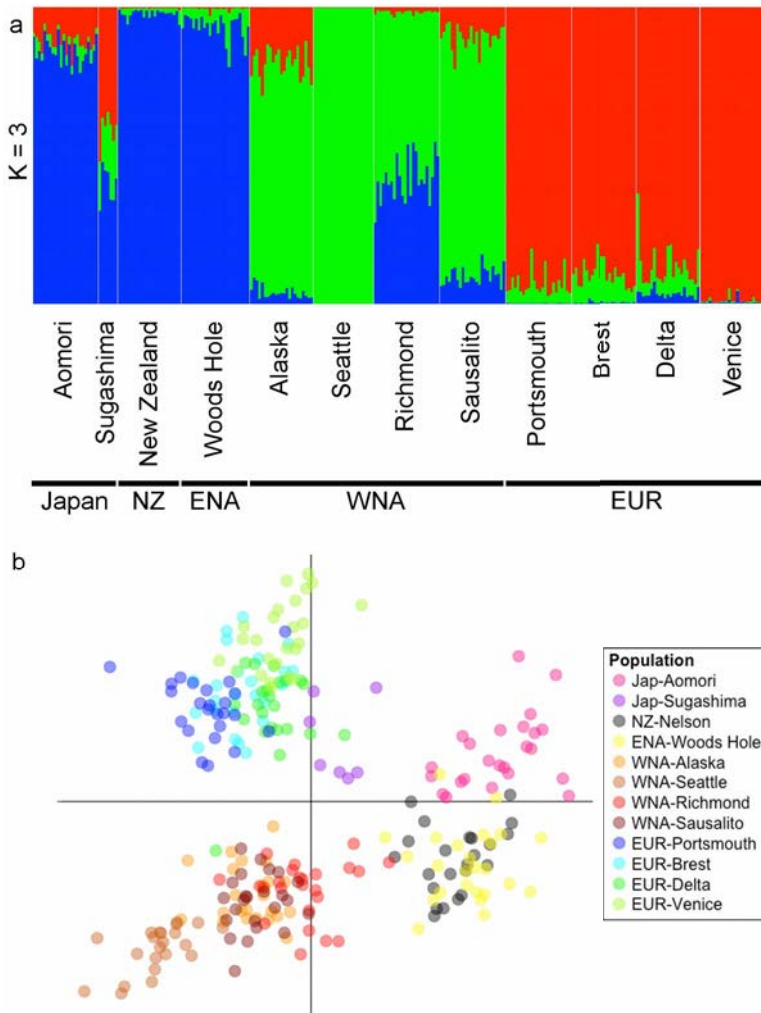 a
K = 3
Aomori
Sugashima
New Zealand
Woods Hole
Alaska
Seattle
Richmond
Sausalito
Portsmouth
Brest
Delta
Venice
Japan NZ ENA WNA EUR
b
Population
Jap-Aomori
Jap-Sugashima
NZ-Nelson
ENA-Woods Hole
WNA-Alaska
WNA-Seattle
WNA-Richmond
WNA-Sausalito
EUR-Portsmouth
EUR-Brest
EUR-Delta
EUR-Venice